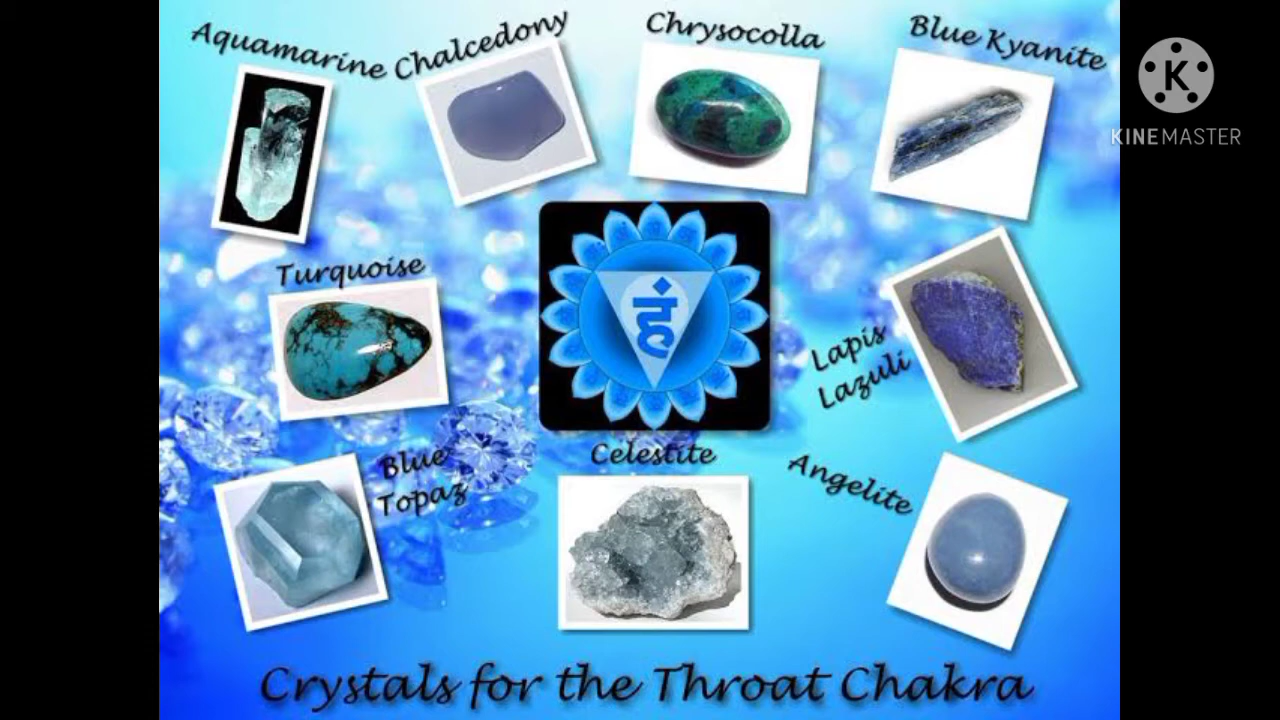 Aquamarine
Chalcedony
Chrysocolla
Blue Kyanite
KINEMASTER
Turquoise
हं
Lapis
Lazuli
Blue
Topaz
Celestite
Angelite
Crystals for the Throat Chakra